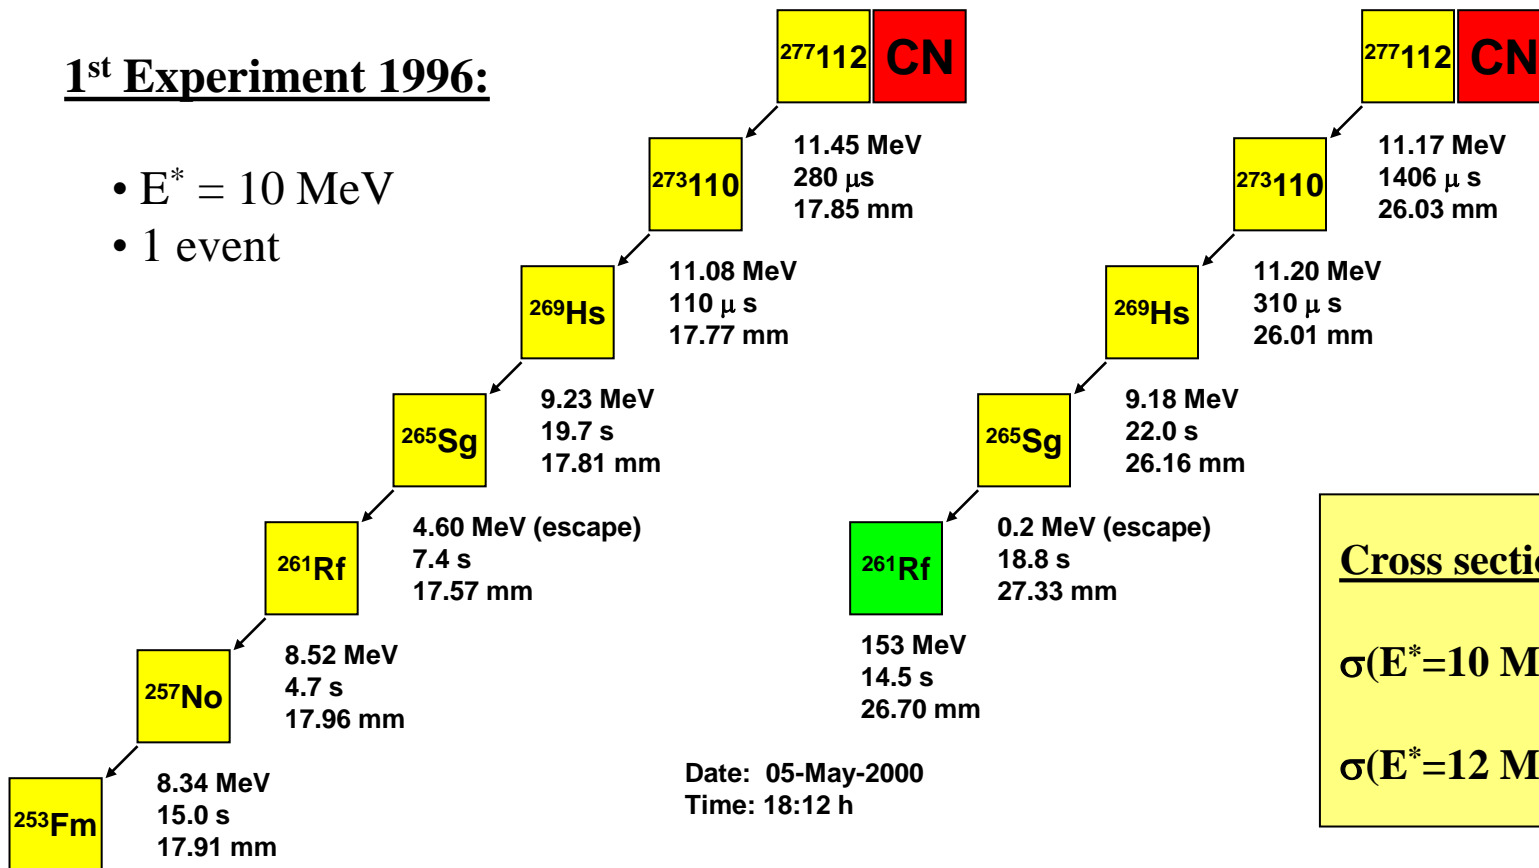 1st Experiment 1996:
• E* = 10 MeV
• 1 event
277112 CN
11.45 MeV
280 μs
17.85 mm
273110
11.08 MeV
110 μ s
17.77 mm
269Hs
9.23 MeV
19.7 s
17.81 mm
265Sg
4.60 MeV (escape)
7.4 s
17.57 mm
261Rf
8.52 MeV
4.7 s
17.96 mm
257No
8.34 MeV
15.0 s
17.91 mm
253Fm
277112 CN
11.17 MeV
1406 μ s
26.03 mm
273110
11.20 MeV
310 μ s
26.01 mm
269Hs
9.18 MeV
22.0 s
26.16 mm
265Sg
0.2 MeV (escape)
18.8 s
27.33 mm
261Rf
153 MeV
14.5 s
26.70 mm
Date: 05-May-2000
Time: 18:12 h
Cross
σ(E*=10
σ(E*=12